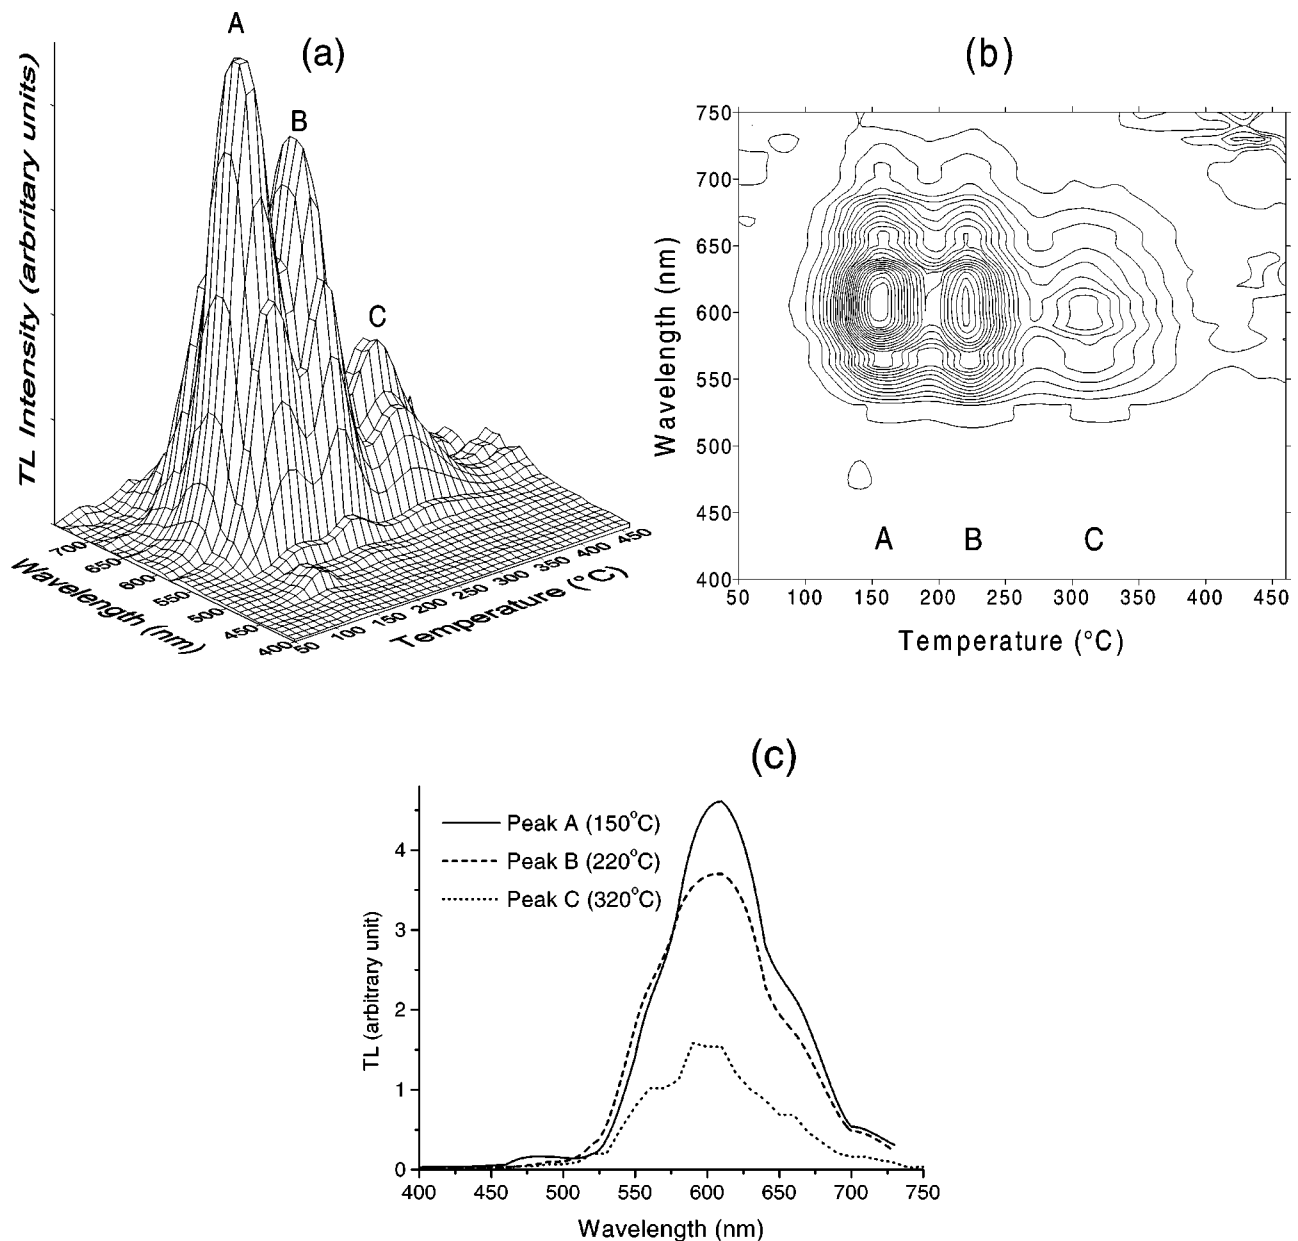 A
(a)
B
C
TL Intensity (arbritary units)
700
650
600
550
500
450
400
Wavelength (nm)
50
100
150
200
250
300
350
400
450
Temperature (°C)
(b)
750
700
650
600
550
500
450
400
Wavelength (nm)
A
B
C
50 100 150 200 250 300 350 400 450
Temperature (°C)
(c)
Peak A (150°C)
Peak B (220°C)
Peak C (320°C)
4
3
2
1
0
TL (arbitrary unit)
400 450 500 550 600 650 700 750
Wavelength (nm)